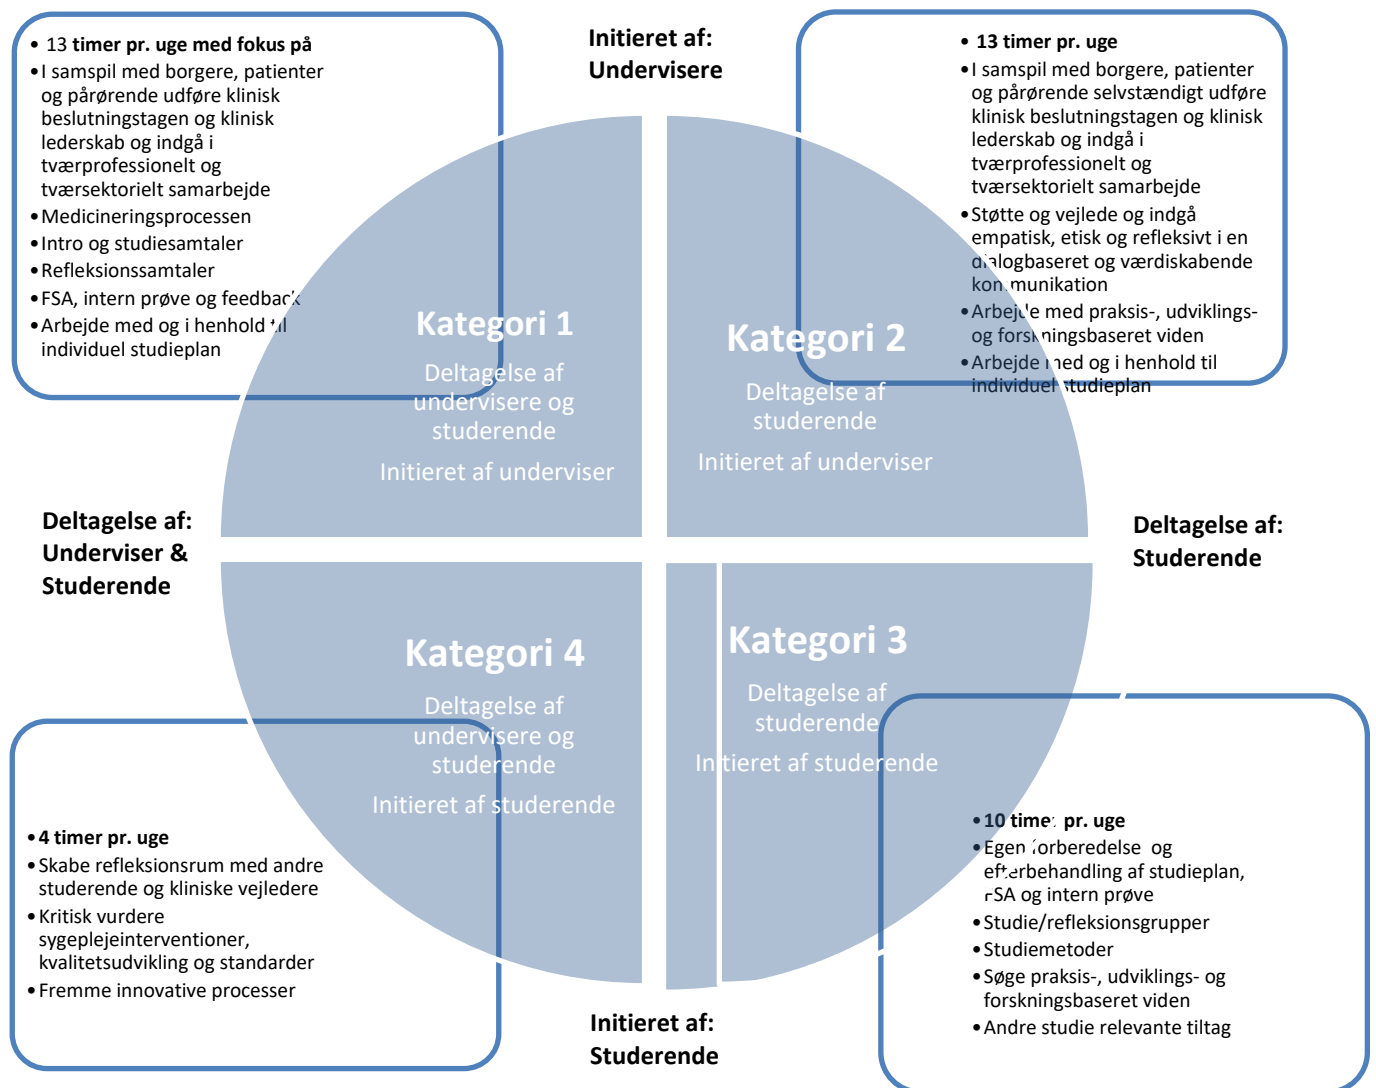 • 13 timer pr. uge med fokus på
• I samspil med borgere, patienter
og pårørende udføre klinisk
beslutningstagen og klinisk
lederskab og indgå i
tværprofessionelt og
tværsektorielt samarbejde
• Medicineringsprocessen
• Intro og studiesamtaler
• Refleksionssamtaler
• FSA, intern prøve og feedback
• Arbejde med og i henhold til
individuel studieplan
Initieret af:
Undervisere
• 13 timer pr. uge
• I samspil med borgere, patienter
og pårørende selvstændigt udføre
klinisk beslutningstagen og klinisk
lederskab og indgå i
tværprofessionelt og
tværsektorielt samarbejde
• Støtte og vejlede og indgå
empatisk, etisk og refleksivt i en
dialogbaseret og værdiskabende
kommunikation
• Arbejde med praksis-, udviklings-
og forskningsbaseret viden
• Arbejde med og i henhold til
individuel studieplan
Kategori 1
Deltagelse af
undervisere og
studerende
Initieret af underviser
Kategori 2
Deltagelse af
studerende
Initieret af underviser
Deltagelse af:
Underviser &
Studerende
Deltagelse af:
Studerende
Kategori 4
Deltagelse af
undervisere og
studerende
Initieret af studerende
Kategori 3
Deltagelse af
studerende
Initieret af studerende
• 4 timer pr. uge
• Skabe refleksionsrum med andre
studerende og kliniske vejledere
• Kritisk vurdere
sygeplejeinterventioner,
kvalitetsudvikling og standarder
• Fremme innovative processer
• 10 timer pr. uge
• Egen forberedelse og
efterbehandling af studieplan,
FSA og intern prøve
• Studie/refleksionsgrupper
• Studiemetoder
• Søge praksis-, udviklings- og
forskningsbaseret viden
• Andre studie relevante tiltag
Initieret af:
Studerende